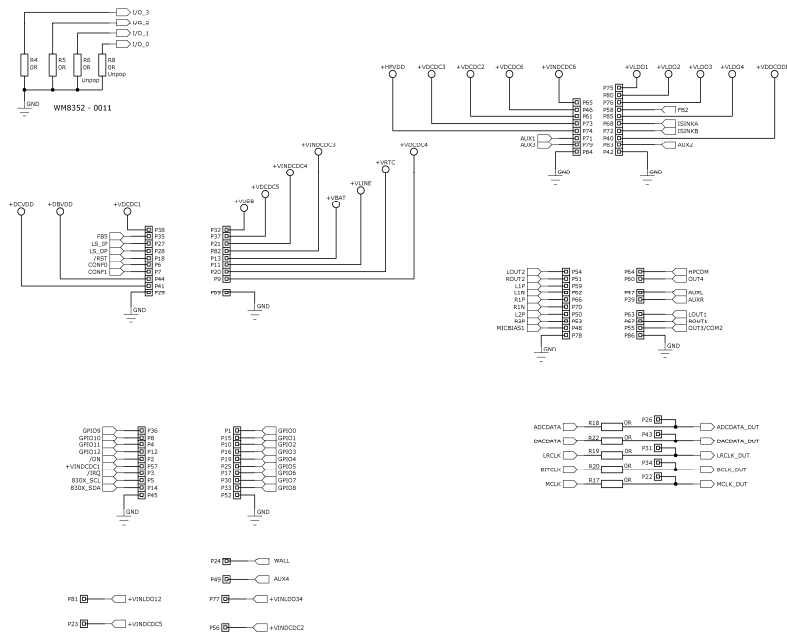 I/O_3
I/O_2
I/O_1
I/O_0
R4 0R
R5 0R
R6 0R Unpop
R8 0R Unpop
GND
WM8352 - 0011
+HPVDD
+VDCDC3
+VDCDC2
+VDCDC6
+VINDCDC6
+VLDO1
+VLDO2
+VLDO3
+VLDO4
P65
P46
P61
P73
P74
AUX1 P71
AUX3 P79
P84
GND
P75
P80
P76
P58 FB2
P85
P68 ISINKA
P72 ISINKB
P40
P83 AUX2
P42
GND
+DCVDD
+DBVDD
+VDCDC1
P38
FB5 P35
LS_IP P27
LS_OP P28
/RST P18
CONF0 P6
CONF1 P7
P44
P41
P29
GND
+VUSB
+VDCDC5
+VINDCDC4
+VINDCDC3
+VBAT
+VLINE
+VRTC
+VDCDC4
P32
P37
P21
P82
P13
P11
P20
P9
P69
GND
LOUT2 P54
ROUT2 P51
L1P P59
L1N P62
R1P P66
R1N P70
L2P P50
R2P P53
MICBIAS1 P48
P78
GND
P64 HPCOM
P60 OUT4
P47 AUXL
P39 AUXR
P63 LOUT1
P67 ROUT1
P55 OUT3/COM2
P86
GND
GPIO9 P36
GPIO10 P8
GPIO11 P4
GPIO12 P12
/ON P2
+VINDCDC1 P57
/IRQ P3
830X_SCL P5
830X_SDA P14
P45
GND
P1 GPIO0
P15 GPIO1
P10 GPIO2
P16 GPIO3
P19 GPIO4
P25 GPIO5
P17 GPIO6
P30 GPIO7
P33 GPIO8
P52
GND
ADCDATA R18 0R P26 ADCDATA_DUT
DACDATA R22 0R P43 DACDATA_DUT
LRCLK R19 0R P31 LRCLK_DUT
BITCLK R20 0R P34 BCLK_DUT
MCLK R17 0R P22 MCLK_DUT
P24 WALL
P49 AUX4
P81 +VINLDO12
P77 +VINLDO34
P23 +VINDCDC5
P56 +VINDCDC2